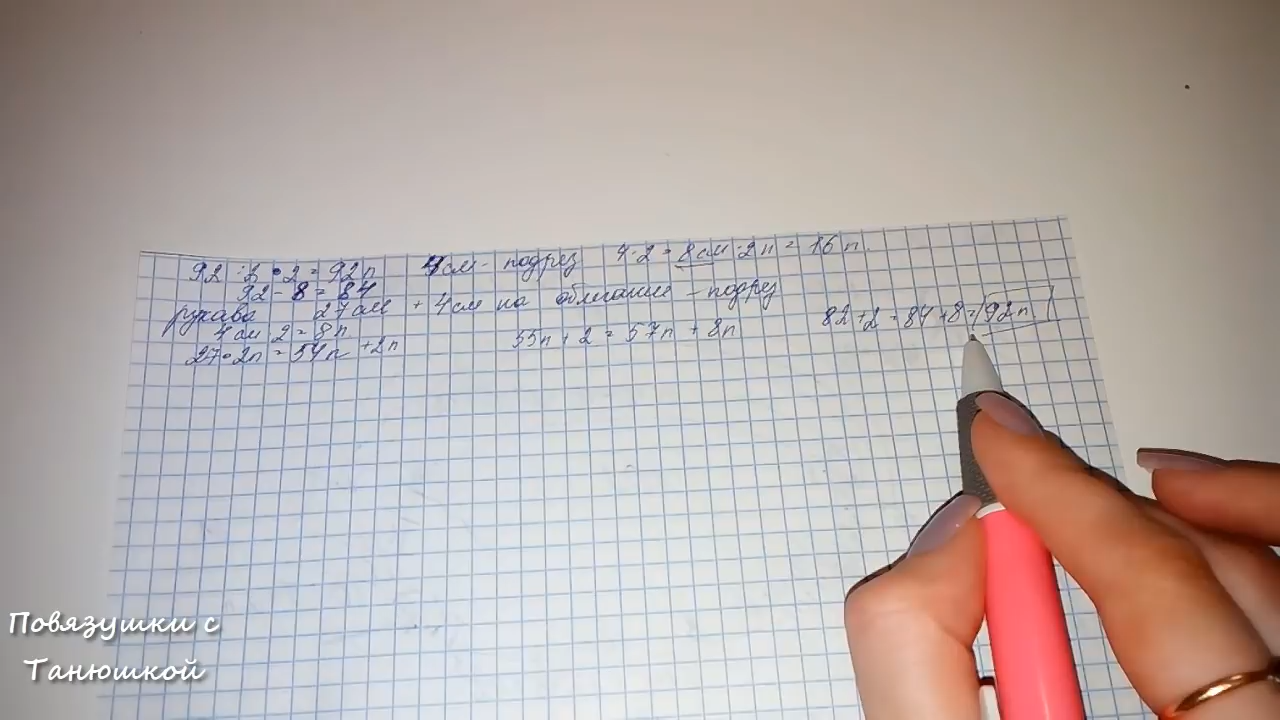 92 : 2 • 2 = 92п 4см - подрез 4·2 = 8см·2п = 16п.
92 - 8 = 84
рукава 27см + 4см на облегание - подрез
4см·2 = 8п 55п + 2 = 57п + 8п 82+2 = 84+8=(92п.)
27•2п = 54п +2п
Повязушки с
Танюшкой